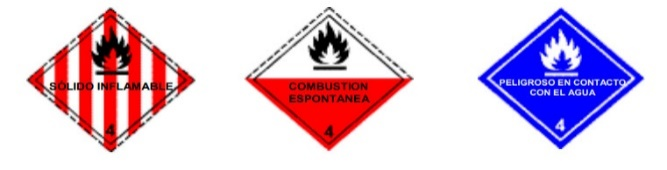 SOLIDO INFLAMABLE
4
COMBUSTION
ESPONTANEA
4
PELIGROSO EN CONTACTO
CON EL AGUA
4